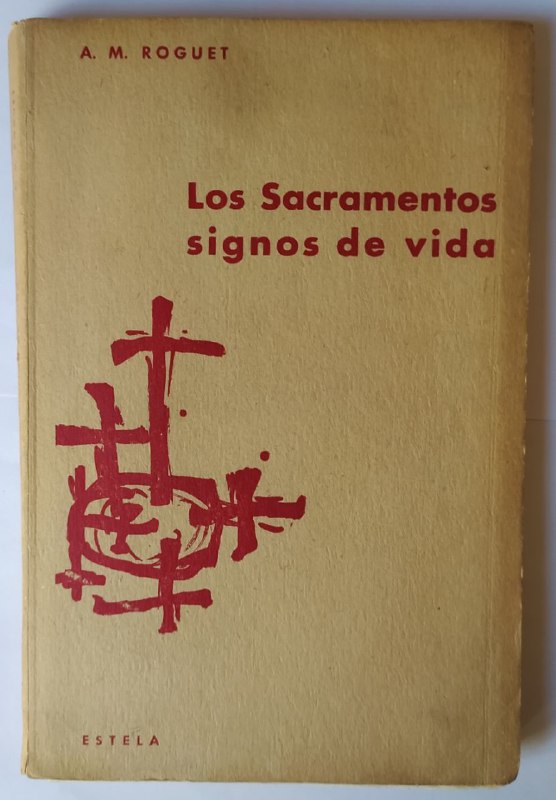 A. M. ROGUET
Los Sacramentos
signos de vida
ESTELA